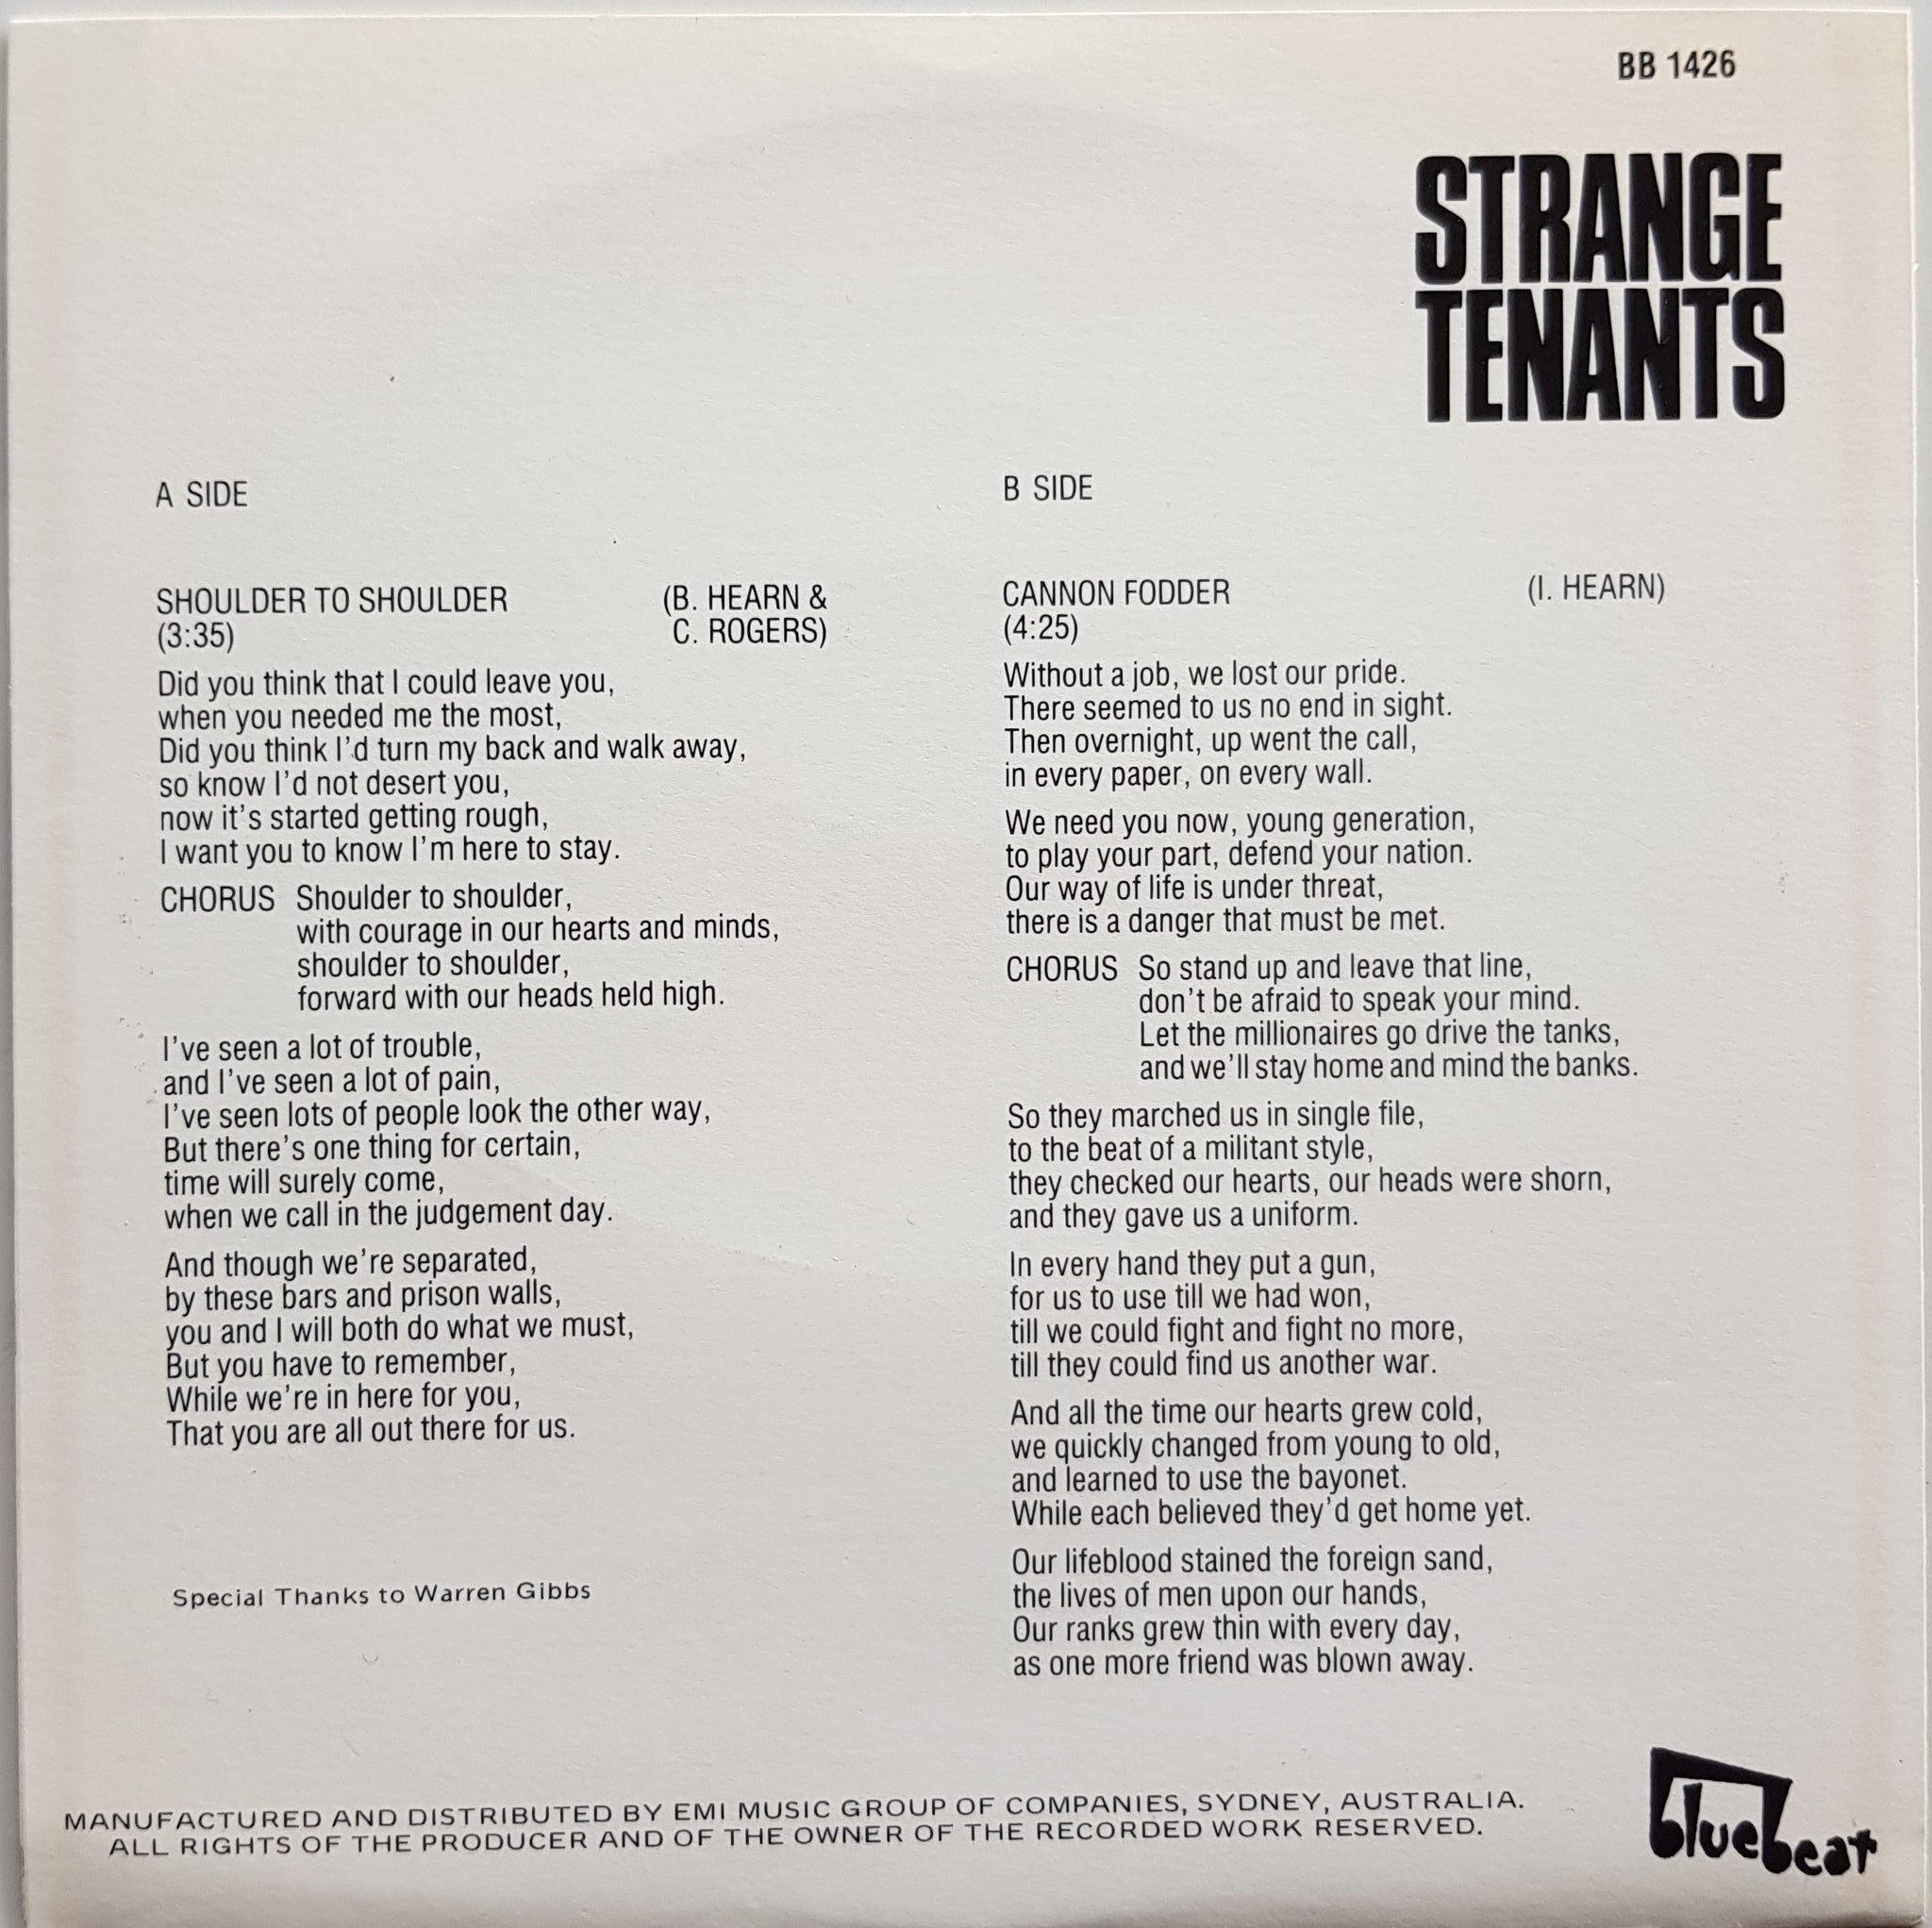 BB 1426
STRANGE
TENANTS
A SIDE
SHOULDER TO SHOULDER (B. HEARN &
(3:35) C. ROGERS)
Did you think that I could leave you,
when you needed me the most,
Did you think I'd turn my back and walk away,
so know I'd not desert you,
now it's started getting rough,
I want you to know I'm here to stay.
CHORUS Shoulder to shoulder,
with courage in our hearts and minds,
shoulder to shoulder,
forward with our heads held high.
I've seen a lot of trouble,
and I've seen a lot of pain,
I've seen lots of people look the other way,
But there's one thing for certain,
time will surely come,
when we call in the judgement day.
And though we're separated,
by these bars and prison walls,
you and I will both do what we must,
But you have to remember,
While we're in here for you,
That you are all out there for us.
Special Thanks to Warren Gibbs
B SIDE
CANNON FODDER (I. HEARN)
(4:25)
Without a job, we lost our pride.
There seemed to us no end in sight.
Then overnight, up went the call,
in every paper, on every wall.
We need you now, young generation,
to play your part, defend your nation.
Our way of life is under threat,
there is a danger that must be met.
CHORUS So stand up and leave that line,
don't be afraid to speak your mind.
Let the millionaires go drive the tanks,
and we'll stay home and mind the banks.
So they marched us in single file,
to the beat of a militant style,
they checked our hearts, our heads were shorn,
and they gave us a uniform.
In every hand they put a gun,
for us to use till we had won,
till we could fight and fight no more,
till they could find us another war.
And all the time our hearts grew cold,
we quickly changed from young to old,
and learned to use the bayonet.
While each believed they'd get home yet.
Our lifeblood stained the foreign sand,
the lives of men upon our hands,
Our ranks grew thin with every day,
as one more friend was blown away.
MANUFACTURED AND DISTRIBUTED BY EMI MUSIC GROUP OF COMPANIES, SYDNEY, AUSTRALIA.
ALL RIGHTS OF THE PRODUCER AND OF THE OWNER OF THE RECORDED WORK RESERVED.
bluebeat